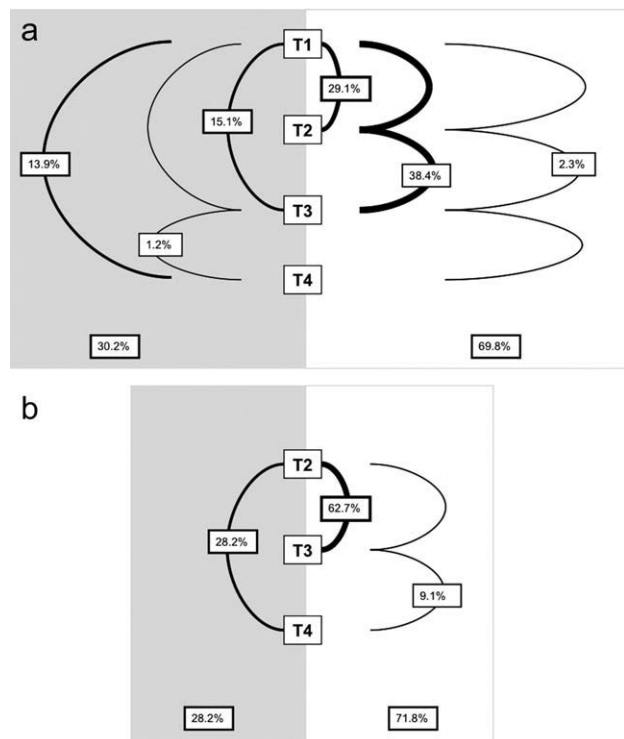 a
T1
29.1%
15.1%
T2
13.9%
2.3%
38.4%
T3
1.2%
T4
30.2%
69.8%
b
T2
62.7%
28.2%
T3
9.1%
T4
28.2%
71.8%